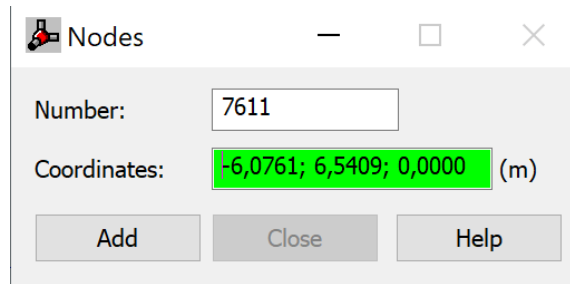 Nodes
Number: 7611
Coordinates: -6,0761; 6,5409; 0,0000 (m)
Add Close Help